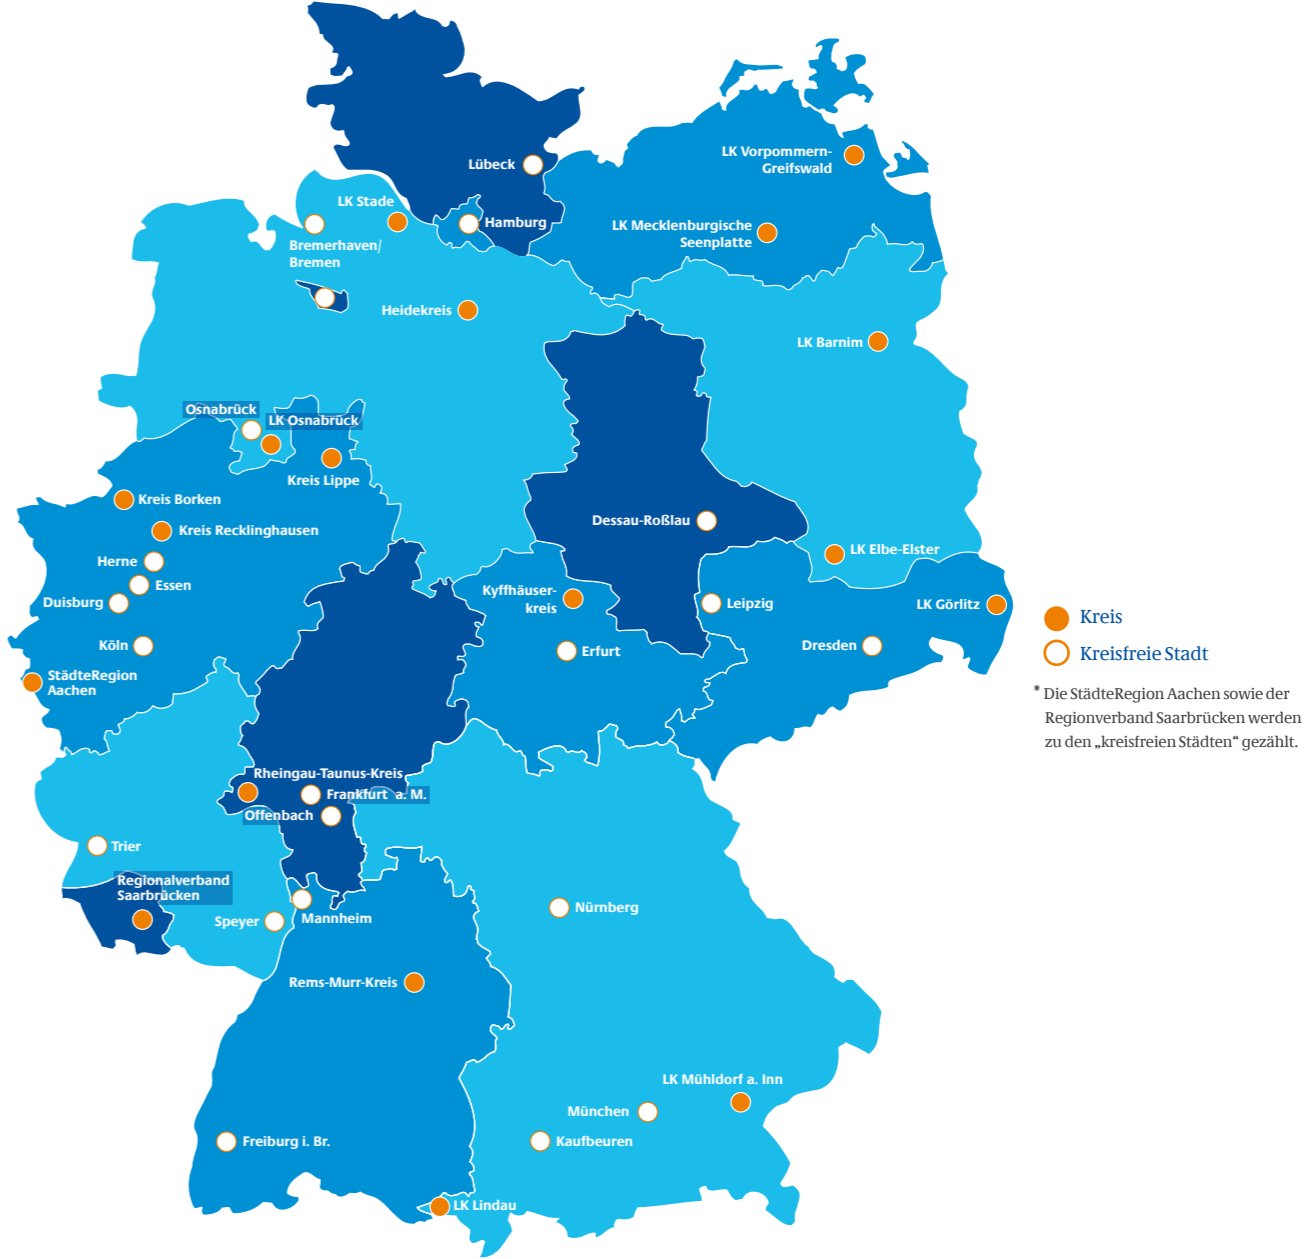 Lübeck
LK Vorpommern-
Greifswald
LK Stade
Hamburg
LK Mecklenburgische
Seenplatte
Bremerhaven/
Bremen
Heidekreis
LK Barnim
Osnabrück
LK Osnabrück
Kreis Lippe
Kreis Borken
Kreis Recklinghausen
Dessau-Roßlau
Herne
LK Elbe-Elster
Essen
Kyffhäuser-
kreis
Duisburg
Leipzig
LK Görlitz
Köln
Erfurt
Dresden
StädteRegion
Aachen
Kreis
Kreisfreie Stadt
* Die StädteRegion Aachen sowie der
Regionverband Saarbrücken werden
zu den „kreisfreien Städten“ gezählt.
Rheingau-Taunus-Kreis
Frankfurt a. M.
Offenbach
Trier
Regionalverband
Saarbrücken
Speyer
Mannheim
Nürnberg
Rems-Murr-Kreis
LK Mühldorf a. Inn
München
Freiburg i. Br.
Kaufbeuren
LK Lindau